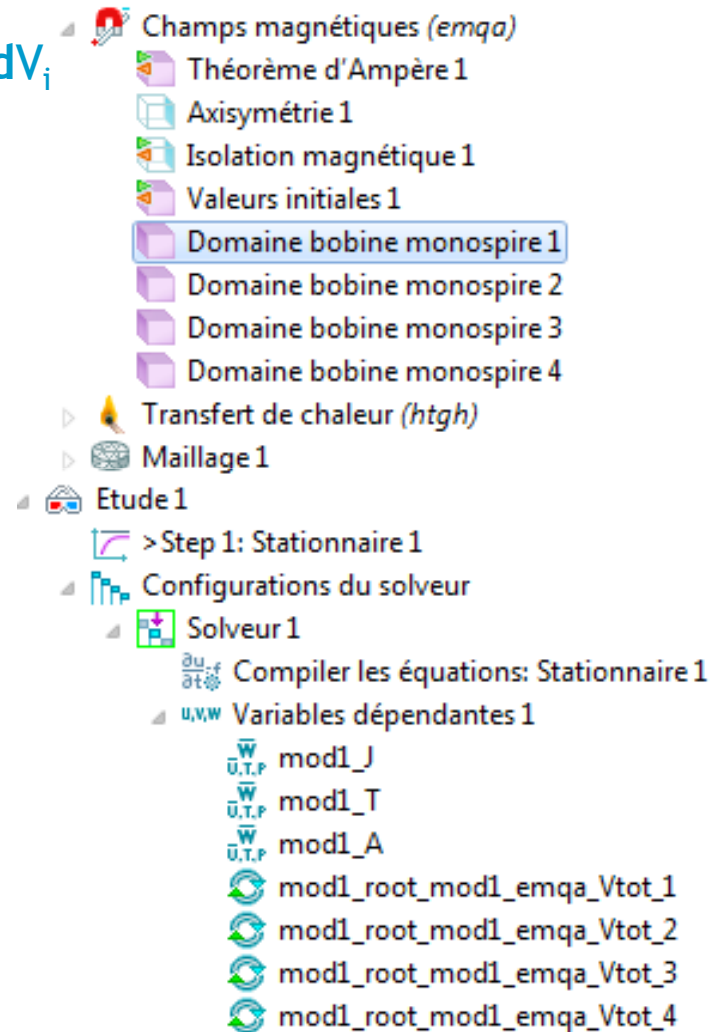 Champs magnétiques (emqa)
dVi
Théorème d'Ampère 1
Axisymétrie 1
Isolation magnétique 1
Valeurs initiales 1
Domaine bobine monospire 1
Domaine bobine monospire 2
Domaine bobine monospire 3
Domaine bobine monospire 4
Transfert de chaleur (htgh)
Maillage 1
Etude 1
>Step 1: Stationnaire 1
Configurations du solveur
Solveur 1
Compiler les équations: Stationnaire 1
u,v,w Variables dépendantes 1
mod1_J
mod1_T
mod1_A
mod1_root_mod1_emqa_Vtot_1
mod1_root_mod1_emqa_Vtot_2
mod1_root_mod1_emqa_Vtot_3
mod1_root_mod1_emqa_Vtot_4